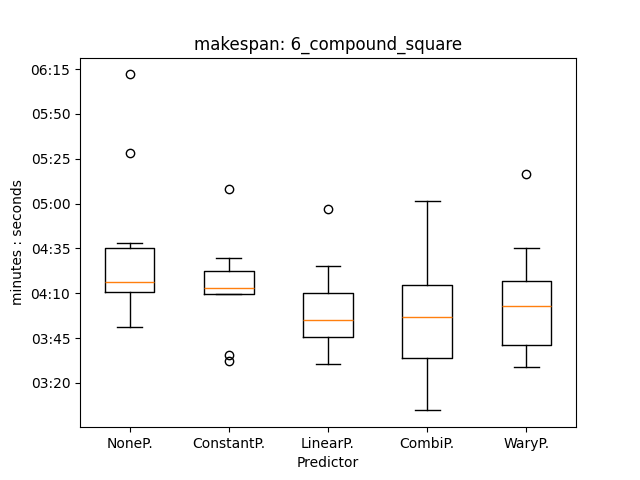 makespan: 6_compound_square
minutes : seconds
06:15
05:50
05:25
05:00
04:35
04:10
03:45
03:20
NoneP. ConstantP. LinearP. CombiP. WaryP.
Predictor